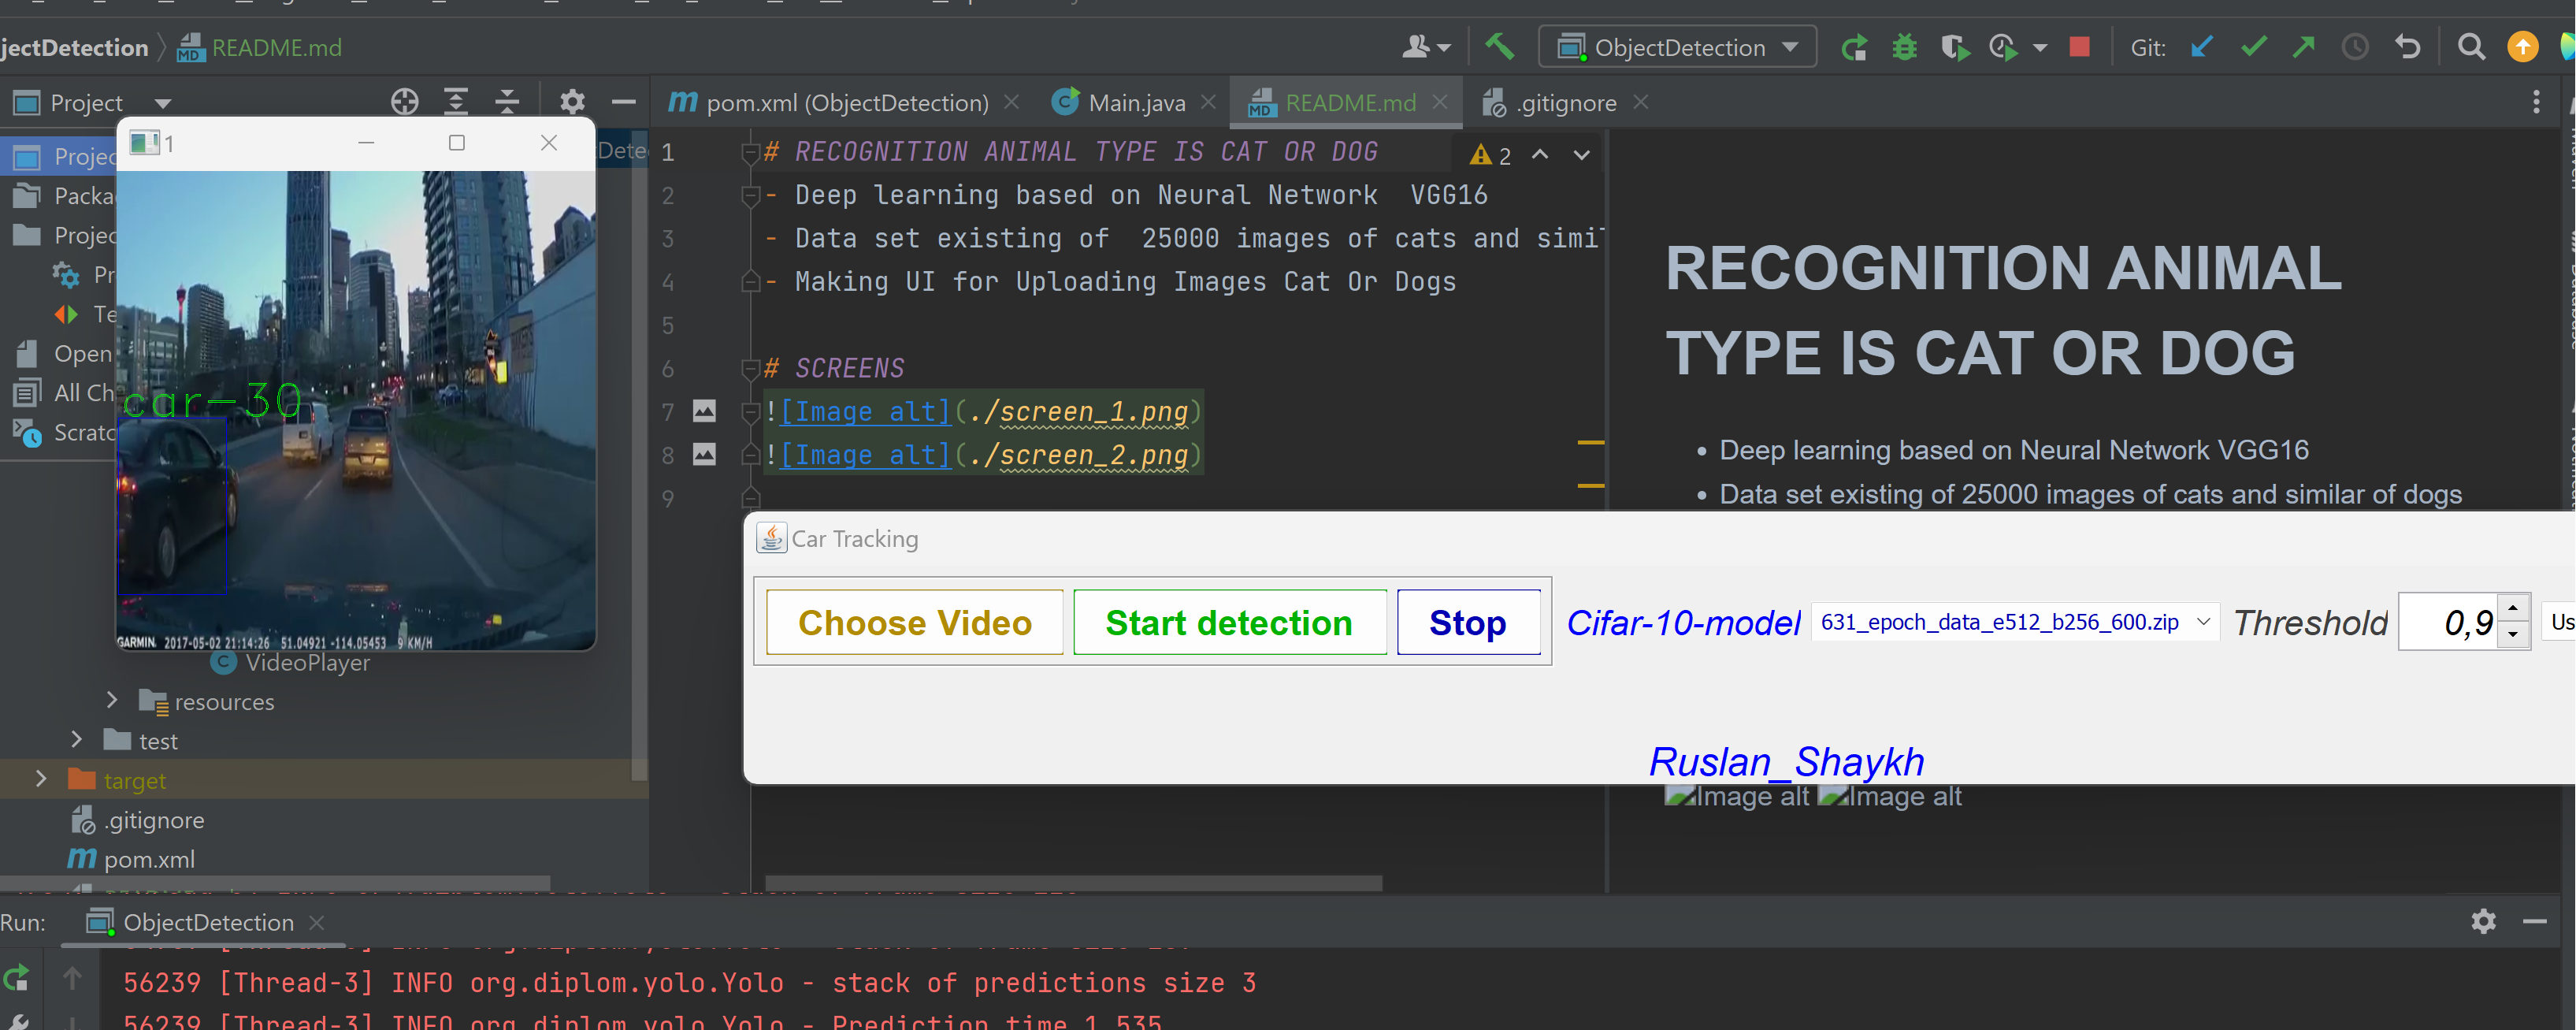 jectDetection README.md
ObjectDetection Git:
Project
pom.xml (ObjectDetection) Main.java README.md .gitignore
1
Projec
Packa
Projec
Pr
Te
Open
All Ch
Scratc
Dete
car-30
GARMIN. 2017-05-02 21:14:26 51.04921 -114.05453 9 KM/H
VideoPlayer
resources
test
target
.gitignore
pom.xml
1 # RECOGNITION ANIMAL TYPE IS CAT OR DOG
2 - Deep learning based on Neural Network VGG16
3 - Data set existing of 25000 images of cats and simil
4 - Making UI for Uploading Images Cat Or Dogs
5
6 # SCREENS
7 ![Image alt](./screen_1.png)
8 ![Image alt](./screen_2.png)
9
2
RECOGNITION ANIMAL
TYPE IS CAT OR DOG
• Deep learning based on Neural Network VGG16
• Data set existing of 25000 images of cats and similar of dogs
Car Tracking
Choose Video Start detection Stop Cifar-10-model 631_epoch_data_e512_b256_600.zip Threshold 0,9 Us
Ruslan_Shaykh
Image alt Image alt
Run: ObjectDetection
56239 [Thread-3] INFO org.diplom.yolo.Yolo - stack of predictions size 3
56239 [Thread-3] INFO org.diplom.yolo.Yolo - Prediction time 1.535